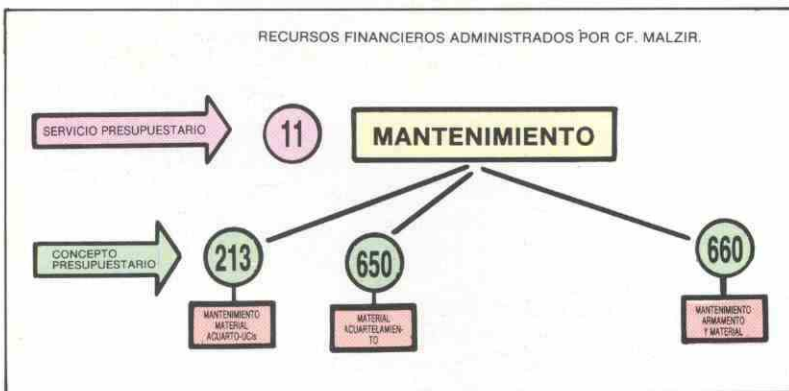 RECURSOS FINANCIEROS ADMINISTRADOS POR CF. MALZIR.
SERVICIO PRESUPUESTARIO
11
MANTENIMIENTO
CONCEPTO
PRESUPUESTARIO
213
650
660
MANTENIMIENTO
MATERIAL
ACUARTO-UCIs
MATERIAL
ACUARTELAMIEN-
TO
MANTENIMIENTO
ARMAMENTO
Y MATERIAL